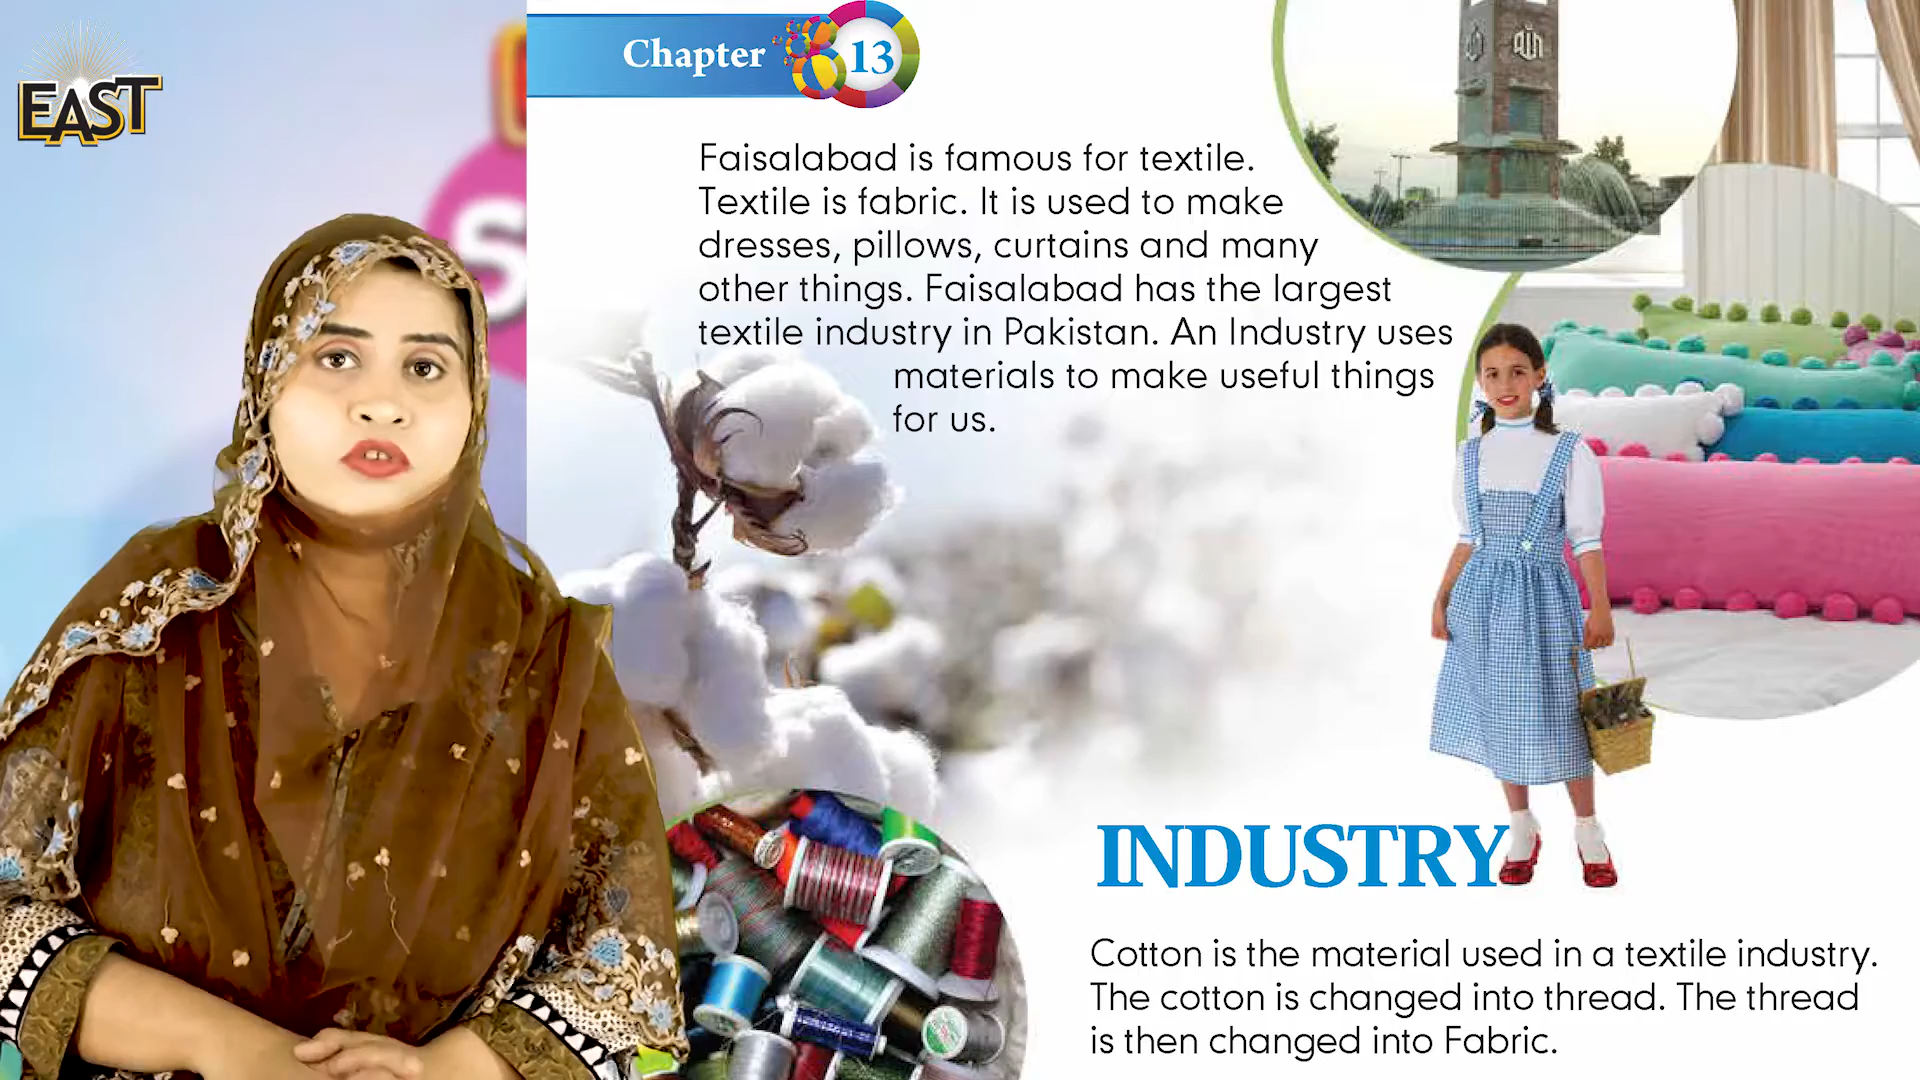 EAST
S
Chapter 13
Faisalabad is famous for textile.
Textile is fabric. It is used to make
dresses, pillows, curtains and many
other things. Faisalabad has the largest
textile industry in Pakistan. An Industry uses
materials to make useful things
for us.
INDUSTRY
Cotton is the material used in a textile industry.
The cotton is changed into thread. The thread
is then changed into Fabric.